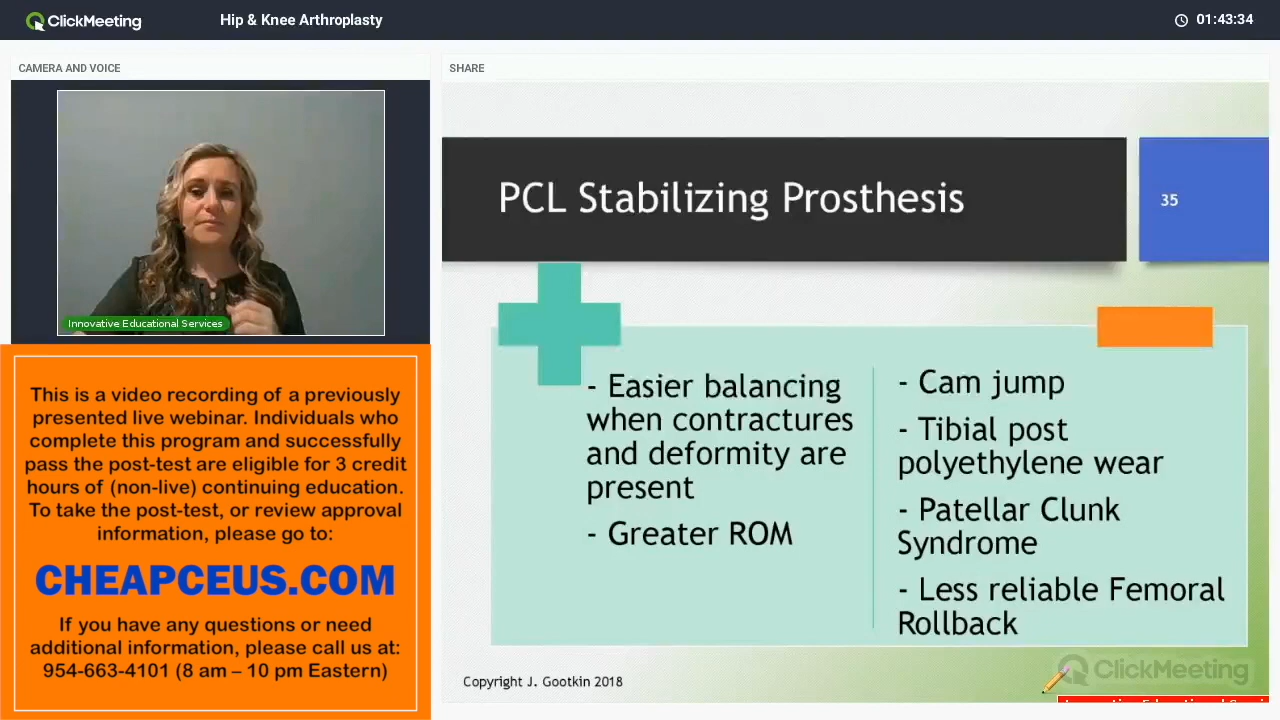 ClickMeeting
Hip & Knee Arthroplasty
01:43:34
CAMERA AND VOICE
SHARE
Innovative Educational Services
This is a video recording of a previously
presented live webinar. Individuals who
complete this program and successfully
pass the post-test are eligible for 3 credit
hours of (non-live) continuing education.
To take the post-test, or review approval
information, please go to:
CHEAPCEUS.COM
If you have any questions or need
additional information, please call us at:
954-663-4101 (8 am – 10 pm Eastern)
PCL Stabilizing Prosthesis
35
- Easier balancing
when contractures
and deformity are
present
- Greater ROM
- Cam jump
- Tibial post
polyethylene wear
- Patellar Clunk
Syndrome
- Less reliable Femoral
Rollback
Copyright J. Gootkin 2018
ClickMeeting